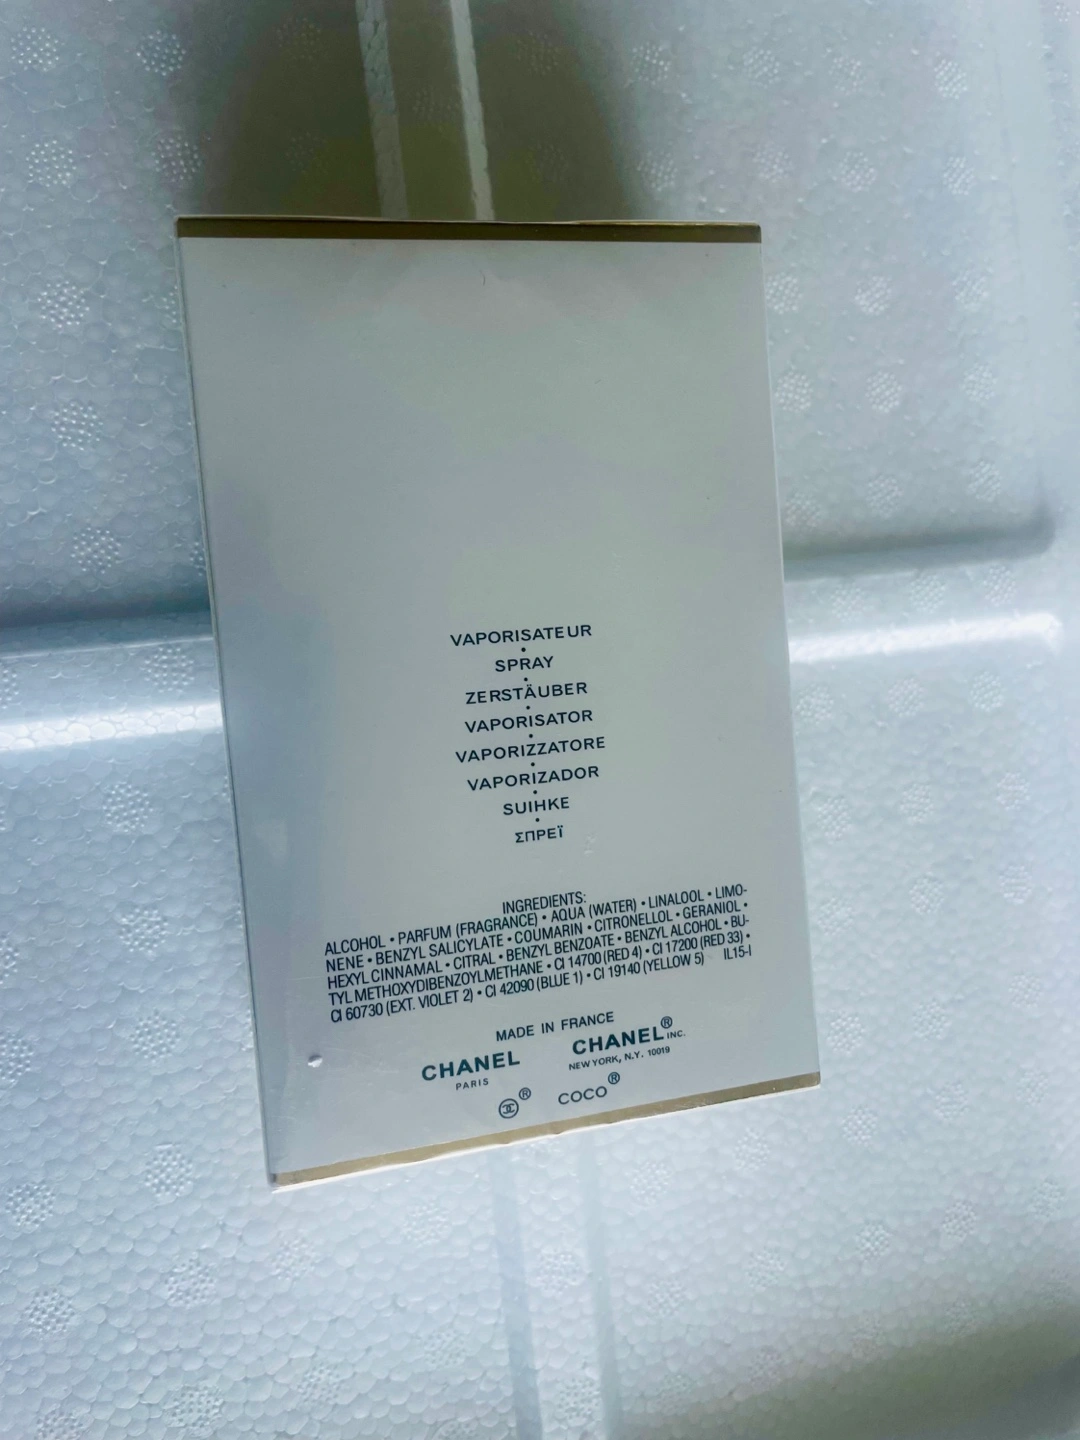 VAPORISATEUR
•
SPRAY
•
ZERSTÄUBER
•
VAPORISATOR
•
VAPORIZZATORE
•
VAPORIZADOR
•
SUIHKE
•
ΣΠΡΕΪ
INGREDIENTS:
ALCOHOL • PARFUM (FRAGRANCE) • AQUA (WATER) • LINALOOL • LIMO-
NENE • BENZYL SALICYLATE • COUMARIN • CITRONELLOL • GERANIOL •
HEXYL CINNAMAL • CITRAL • BENZYL BENZOATE • BENZYL ALCOHOL • BU-
TYL METHOXYDIBENZOYLMETHANE • CI 14700 (RED 4) • CI 17200 (RED 33) •
CI 60730 (EXT. VIOLET 2) • CI 42090 (BLUE 1) • CI 19140 (YELLOW 5) IL15-I
MADE IN FRANCE
CHANEL CHANEL® INC.
PARIS NEW YORK, N.Y. 10019
® COCO®